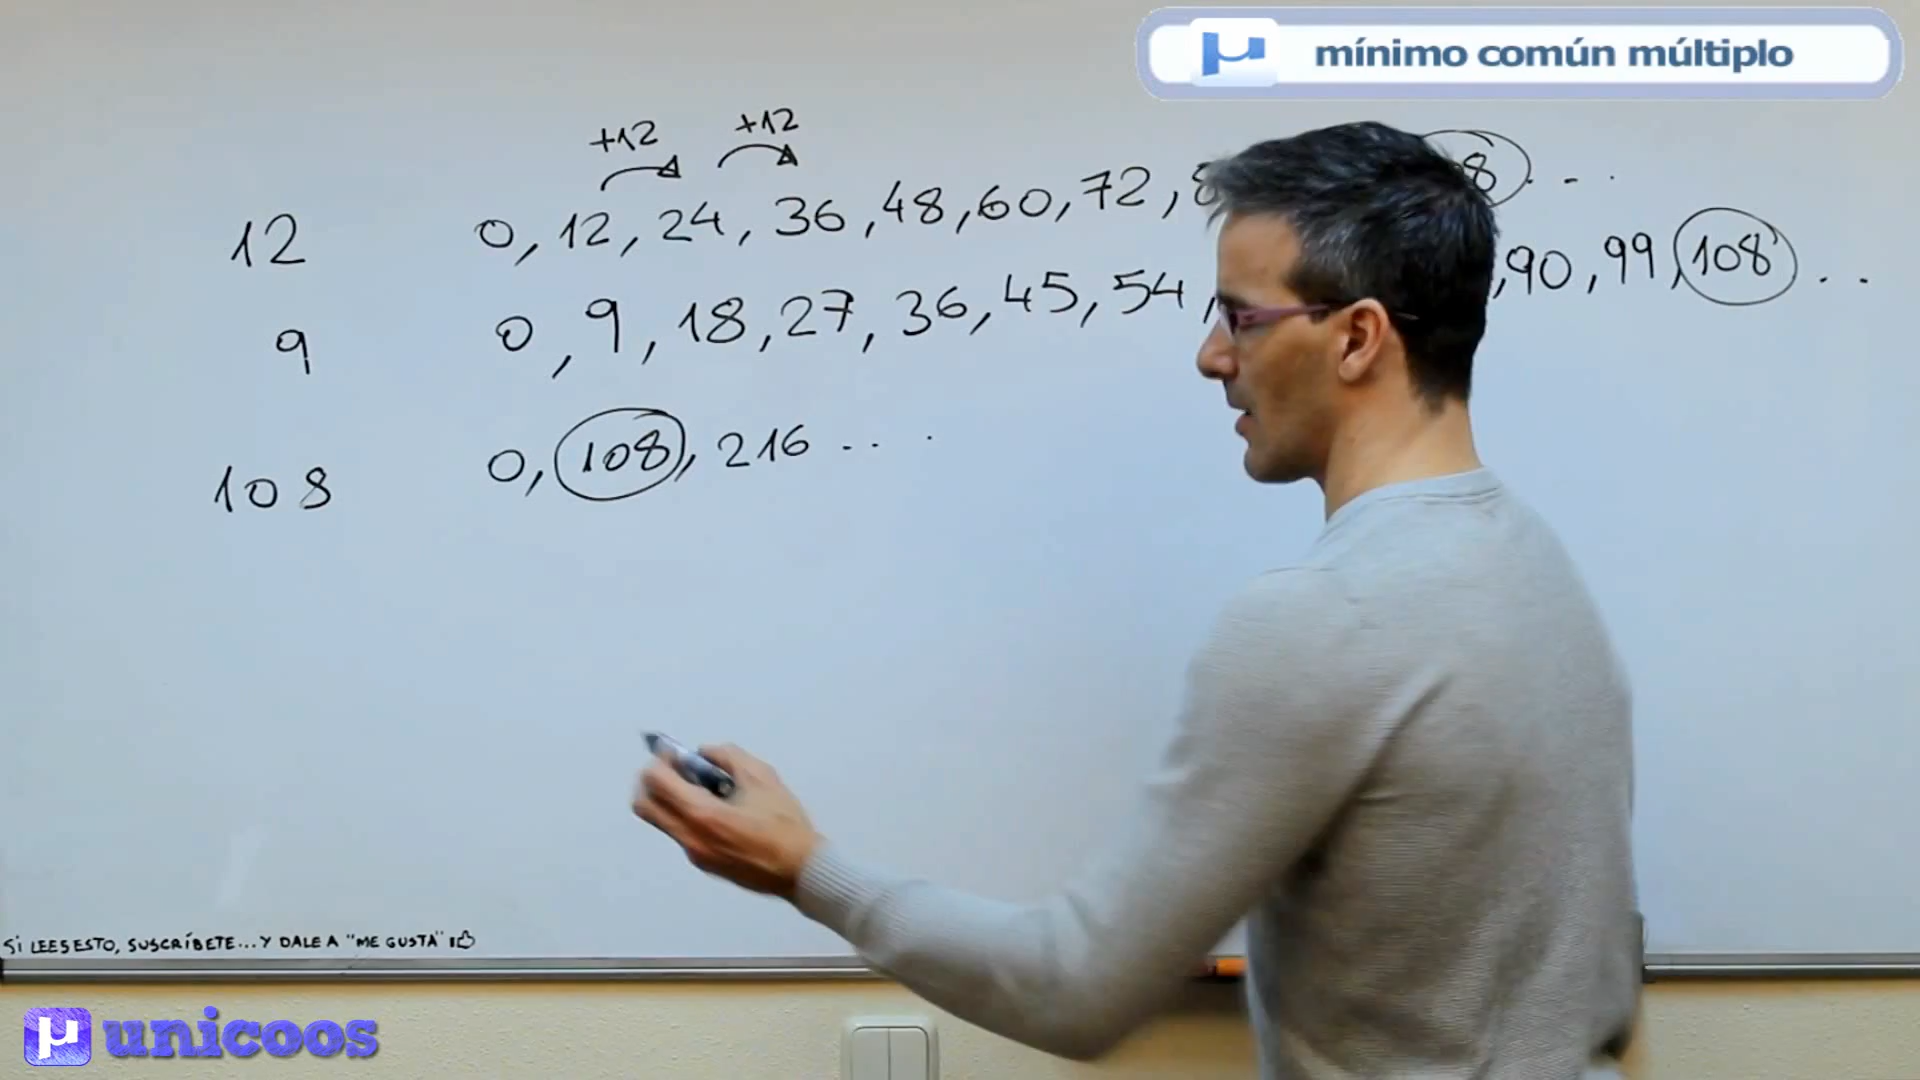 mínimo común múltiplo
+12 +12
12 0, 12, 24, 36, 48, 60, 72, 8 ...
9 0, 9, 18, 27, 36, 45, 54, , 90, 99, 108 ..
108 0, 108, 216 ...
SI LEES ESTO, SUSCRÍBETE... Y DALE A "ME GUSTA"
µ unicoos